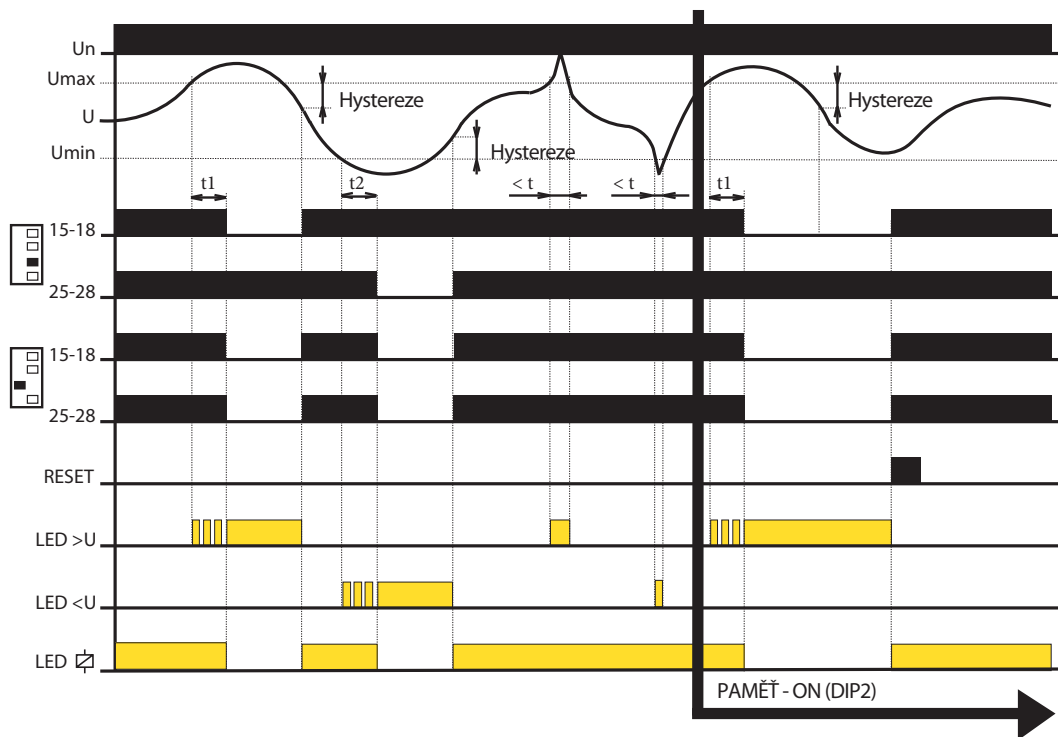 Un
Umax
Hystereze
Hystereze
U
Hystereze
Umin
t1
t2
< t
< t
t1
15-18
25-28
15-18
25-28
RESET
LED >U
LED <U
LED
PAMĚŤ - ON (DIP2)